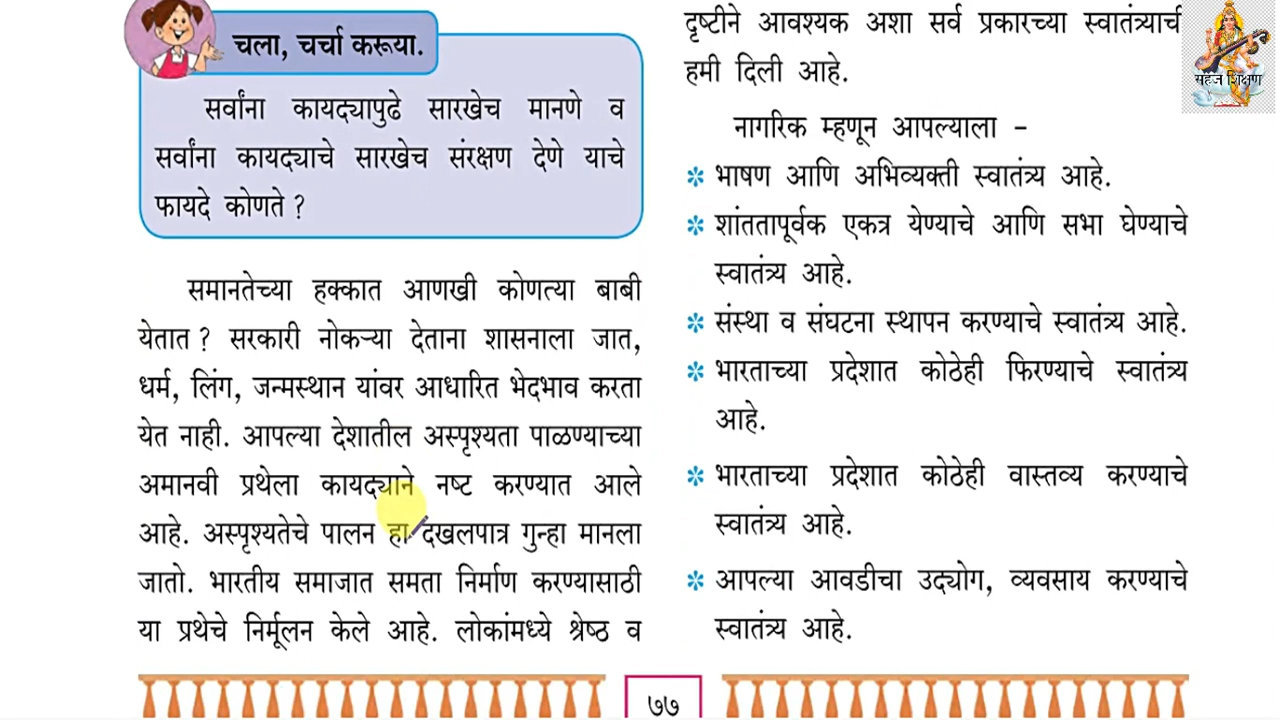 चला, चर्चा करूया.
सर्वांना कायद्यापुढे सारखेच मानणे व
सर्वांना कायद्याचे सारखेच संरक्षण देणे याचे
फायदे कोणते ?
समानतेच्या हक्कात आणखी कोणत्या बाबी
येतात ? सरकारी नोकऱ्या देताना शासनाला जात,
धर्म, लिंग, जन्मस्थान यांवर आधारित भेदभाव करता
येत नाही. आपल्या देशातील अस्पृश्यता पाळण्याच्या
अमानवी प्रथेला कायद्याने नष्ट करण्यात आले
आहे. अस्पृश्यतेचे पालन हा दखलपात्र गुन्हा मानला
जातो. भारतीय समाजात समता निर्माण करण्यासाठी
या प्रथेचे निर्मूलन केले आहे. लोकांमध्ये श्रेष्ठ व
दृष्टीने आवश्यक अशा सर्व प्रकारच्या स्वातंत्र्याची
हमी दिली आहे.
नागरिक म्हणून आपल्याला –
* भाषण आणि अभिव्यक्ती स्वातंत्र्य आहे.
* शांततापूर्वक एकत्र येण्याचे आणि सभा घेण्याचे
स्वातंत्र्य आहे.
* संस्था व संघटना स्थापन करण्याचे स्वातंत्र्य आहे.
* भारताच्या प्रदेशात कोठेही फिरण्याचे स्वातंत्र्य
आहे.
* भारताच्या प्रदेशात कोठेही वास्तव्य करण्याचे
स्वातंत्र्य आहे.
* आपल्या आवडीचा उद्योग, व्यवसाय करण्याचे
स्वातंत्र्य आहे.
७७
सहज शिक्षण